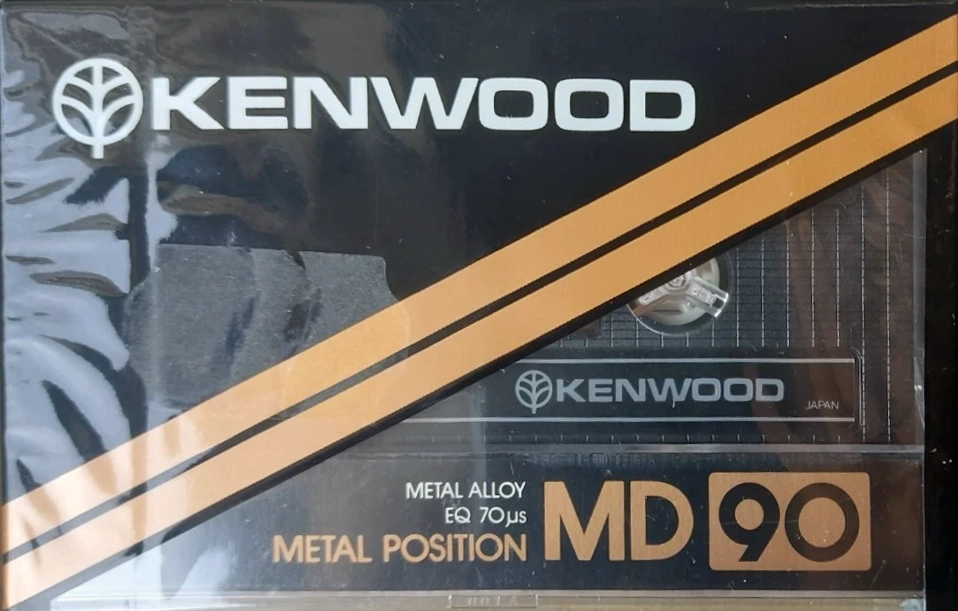 KENWOOD
KENWOOD
JAPAN
METAL ALLOY
EQ 70µs
METAL POSITION
MD 90